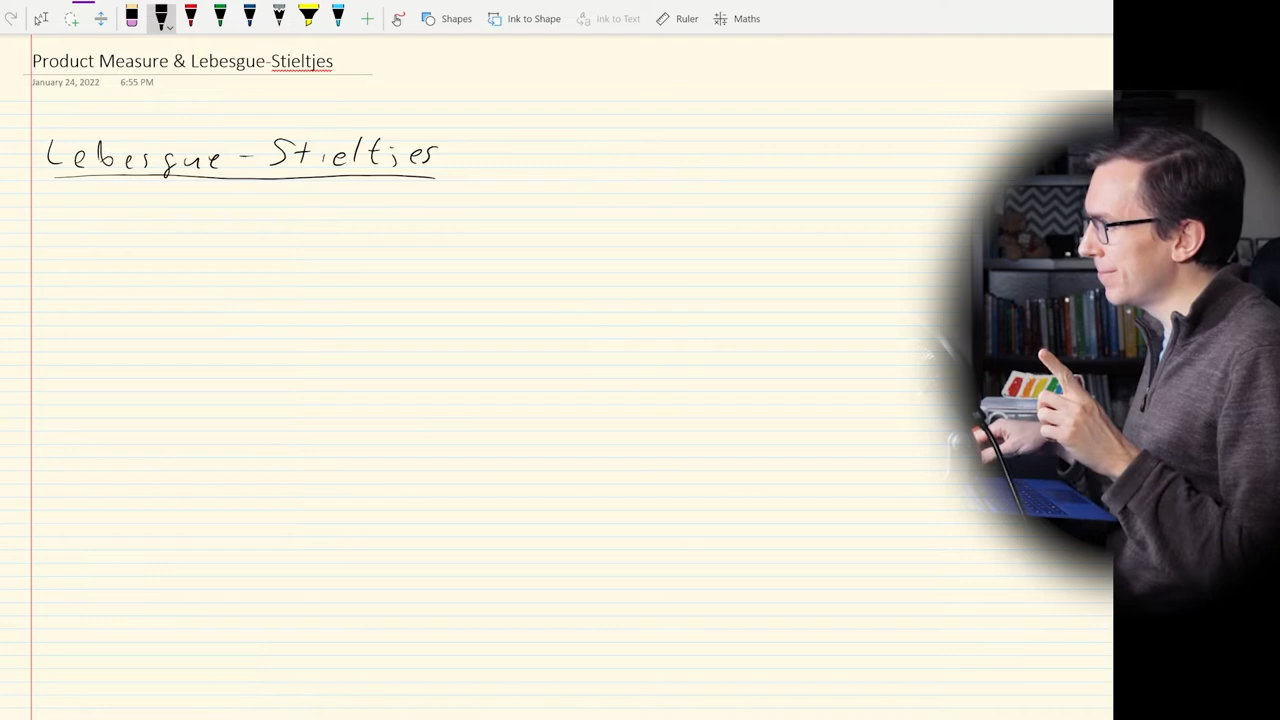 Shapes Ink to Shape Ink to Text Ruler Maths
Product Measure & Lebesgue-Stieltjes
January 24, 2022 6:55 PM
Lebesgue - Stieltjes